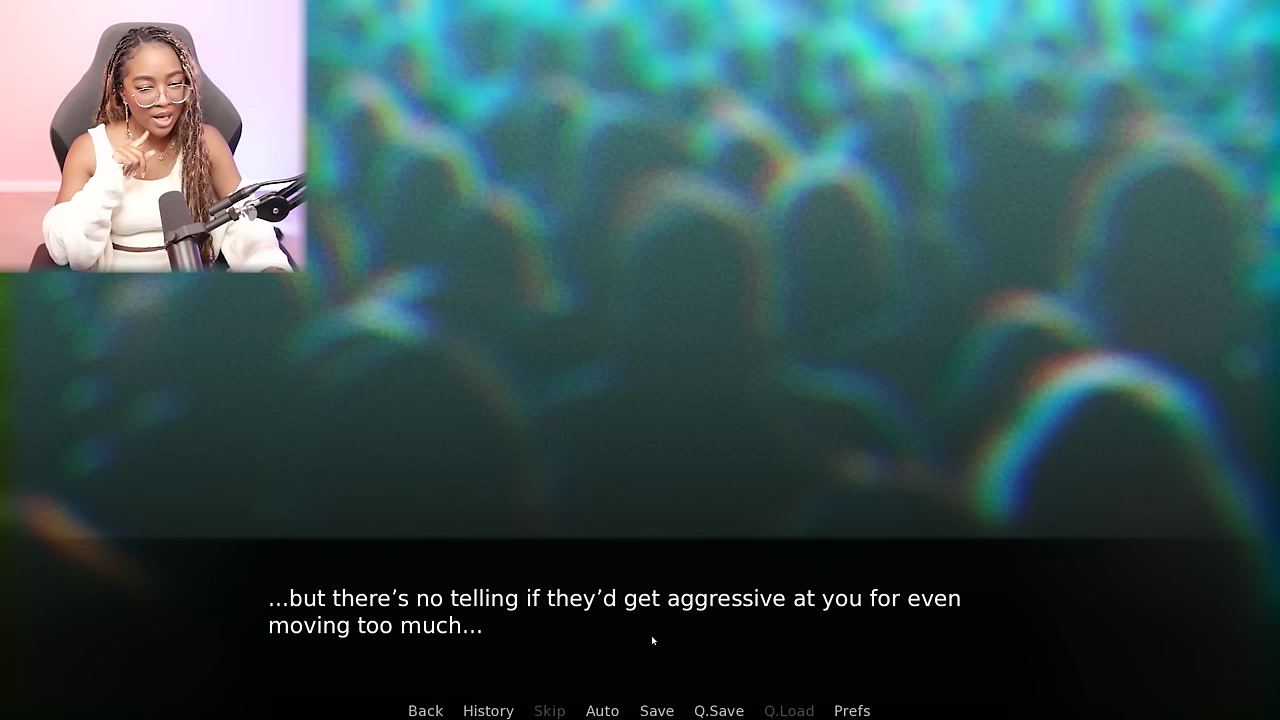 ...but there’s no telling if they’d get aggressive at you for even
moving too much...
Back History Skip Auto Save Q.Save Q.Load Prefs